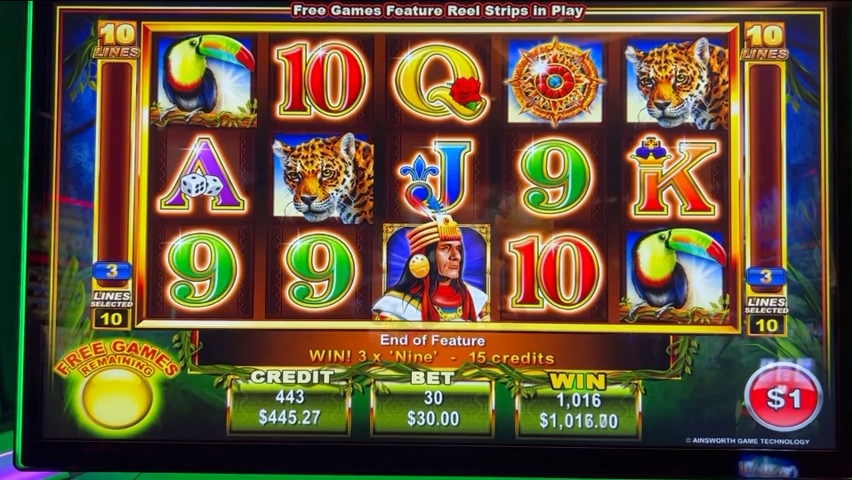 Free Games Feature Reel Strips in Play
10 LINES
10 LINES
10
Q
A
J
9
K
9
9
10
3
3
LINES SELECTED
LINES SELECTED
10
10
End of Feature
WIN! 3 x 'Nine' - 15 credits
FREE GAMES REMAINING
CREDIT
BET
WIN
443
30
1,016
$445.27
$30.00
$1,016.00
$1
© AINSWORTH GAME TECHNOLOGY